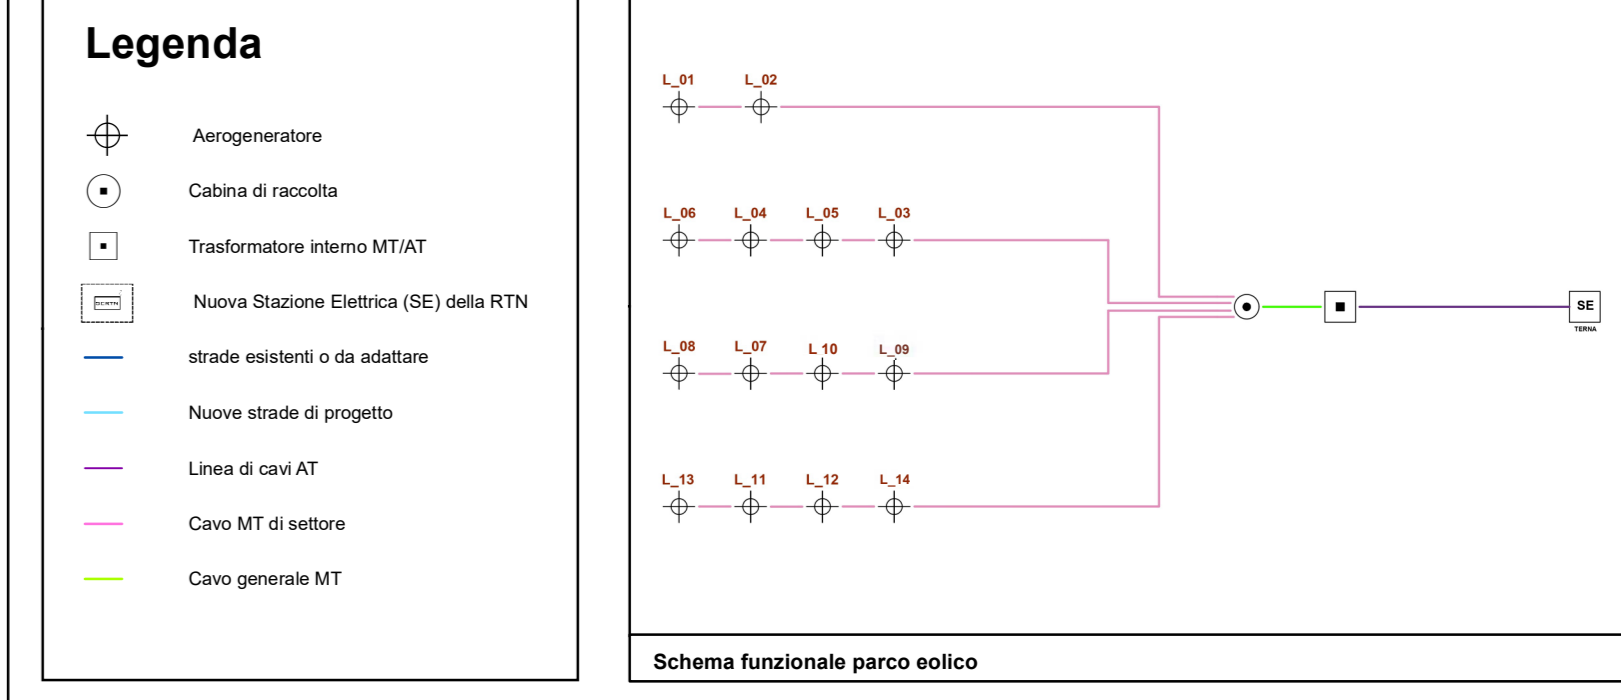 Legenda
Aerogeneratore
Cabina di raccolta
Trasformatore interno MT/AT
Nuova Stazione Elettrica (SE) della RTN
strade esistenti o da adattare
Nuove strade di progetto
Linea di cavi AT
Cavo MT di settore
Cavo generale MT
L_01 L_02
L_06 L_04 L_05 L_03
L_08 L_07 L 10 L_09
L_13 L_11 L_12 L_14
SE
TERNA
Schema funzionale parco eolico